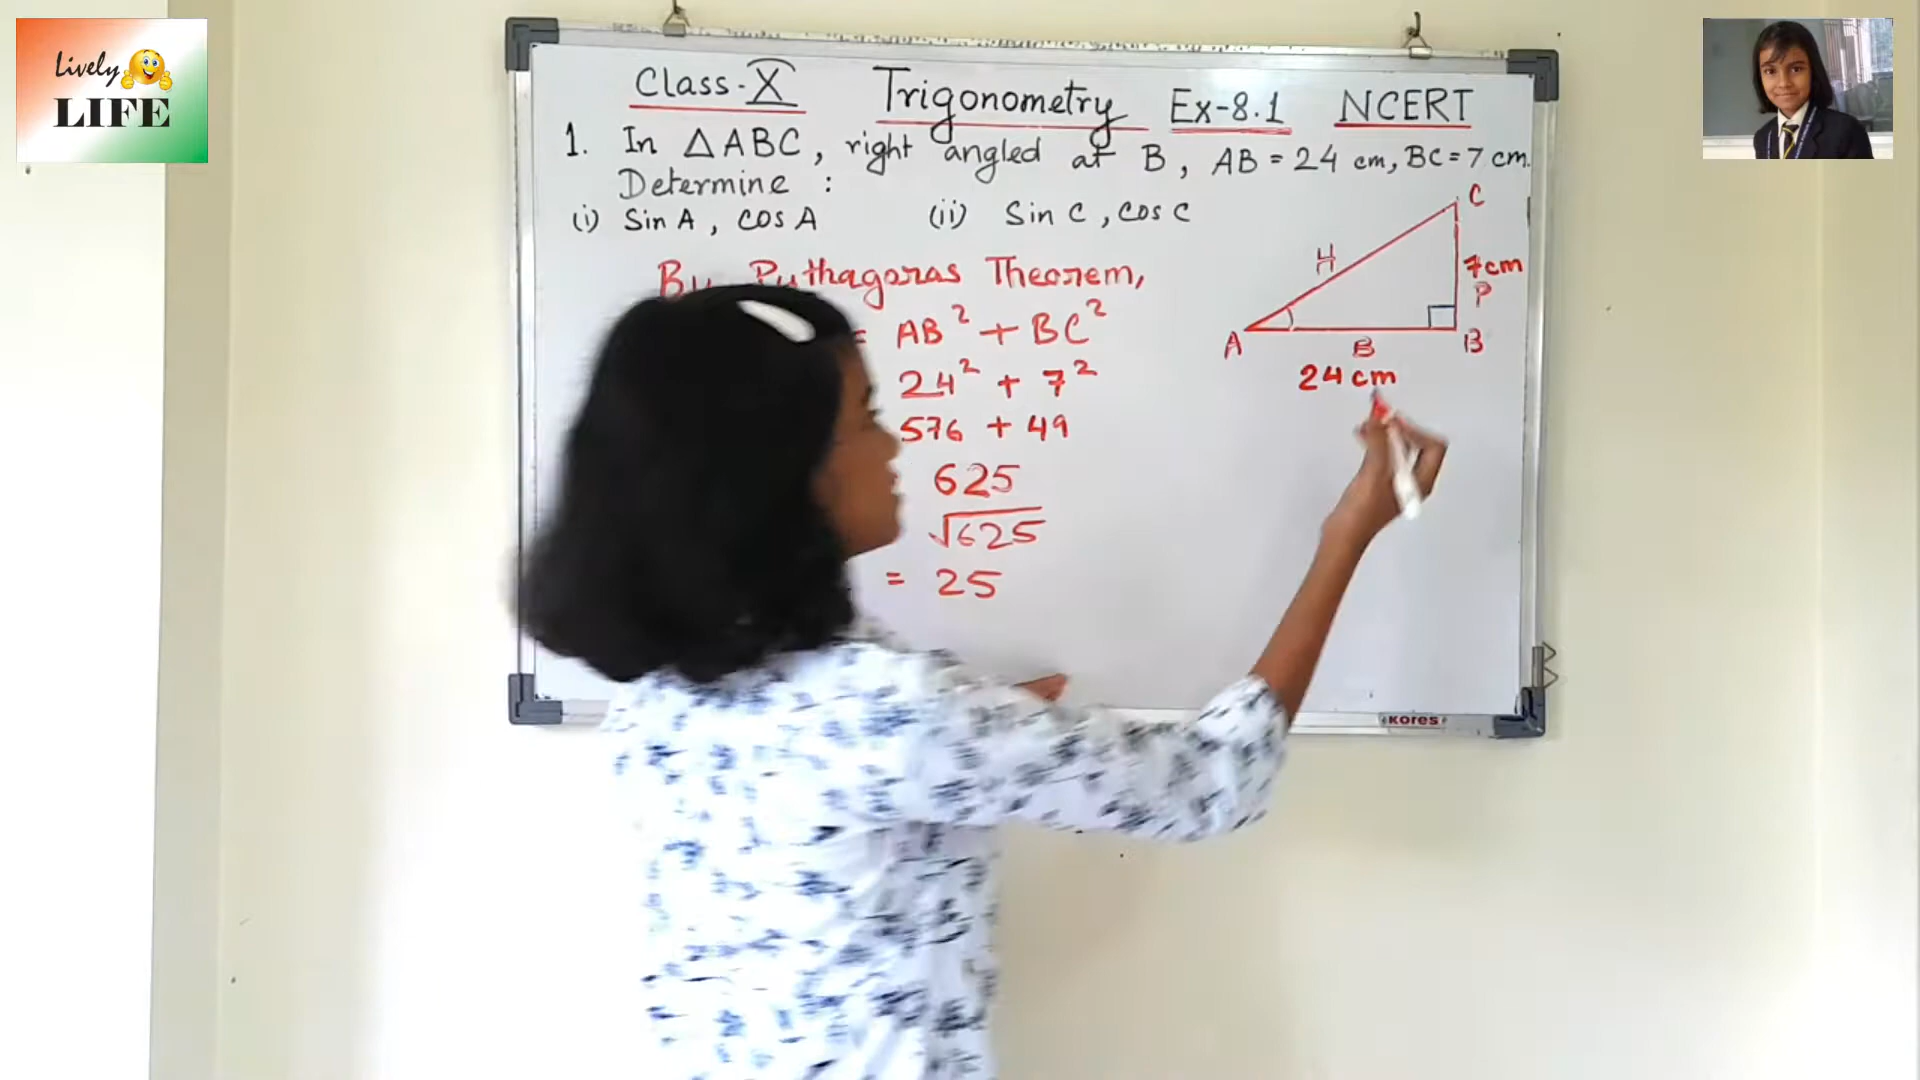 Lively
LIFE
Class-X Trigonometry Ex-8.1 NCERT
1. In △ABC, right angled at B, AB = 24 cm, BC = 7 cm.
Determine :
(i) Sin A, cos A (ii) Sin C, cos C
By Pythagoras Theorem,
= AB² + BC²
24² + 7²
576 + 49
625
√625
= 25
C
H
7cm
P
A
B
B
24 cm
KORES